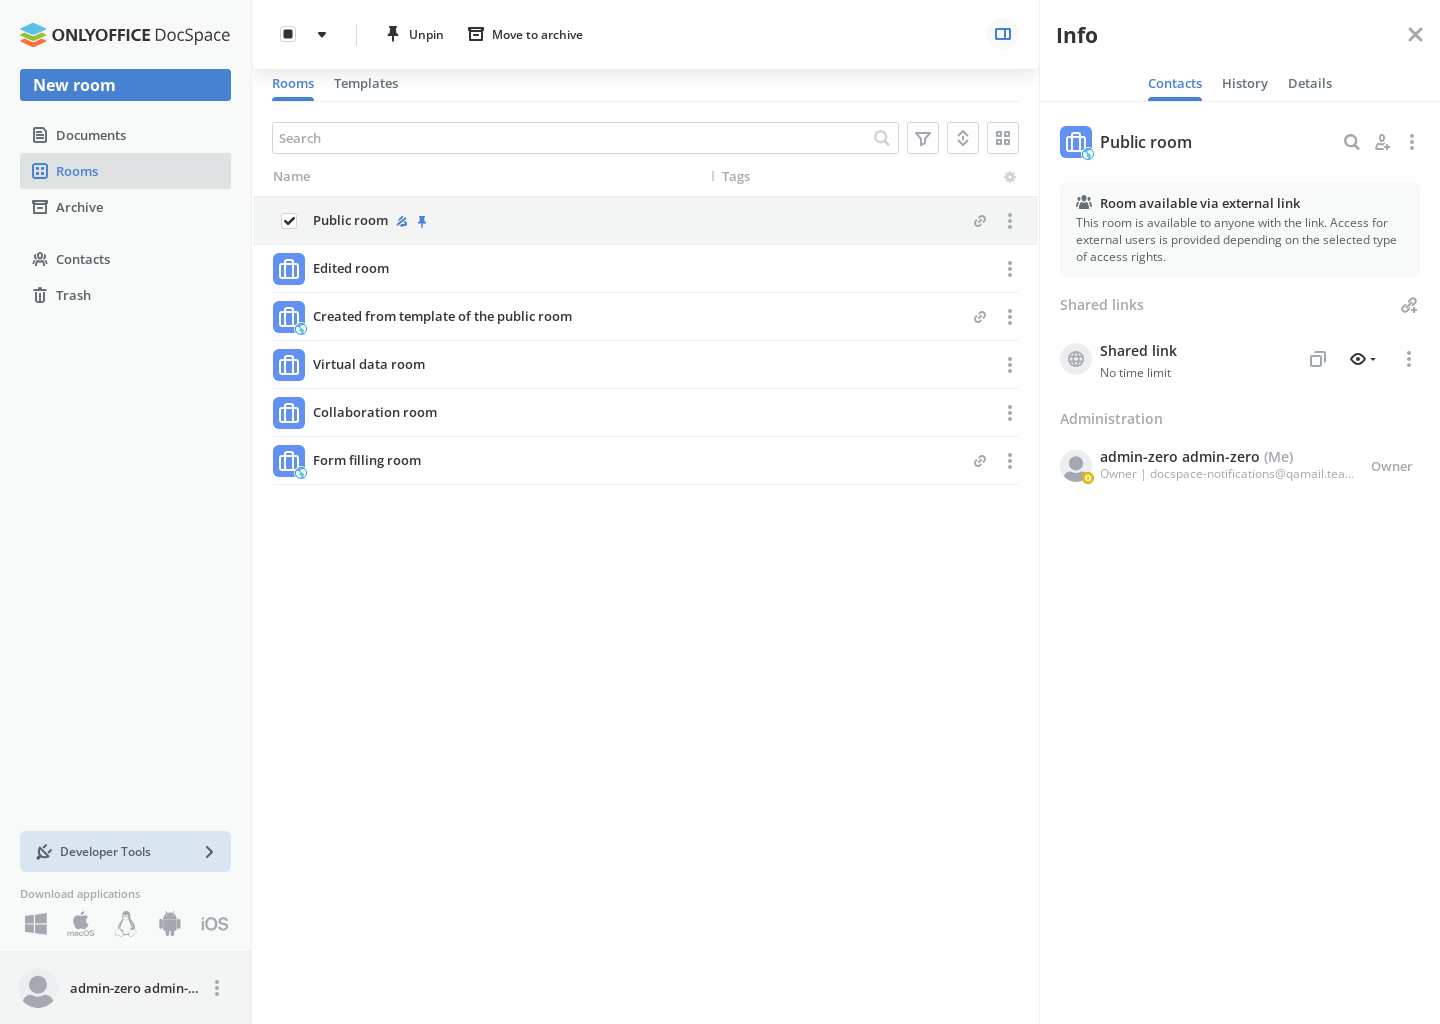 ONLYOFFICE DocSpace
New room
Documents
Rooms
Archive
Contacts
Trash
Developer Tools
Download applications
macOS
iOS
admin-zero admin-...
Unpin
Move to archive
Rooms
Templates
Search
Name
Tags
Public room
Edited room
Created from template of the public room
Virtual data room
Collaboration room
Form filling room
Info
Contacts
History
Details
Public room
Room available via external link
This room is available to anyone with the link. Access for
external users is provided depending on the selected type
of access rights.
Shared links
Shared link
No time limit
Administration
admin-zero admin-zero (Me)
Owner | docspace-notifications@qamail.tea...
Owner